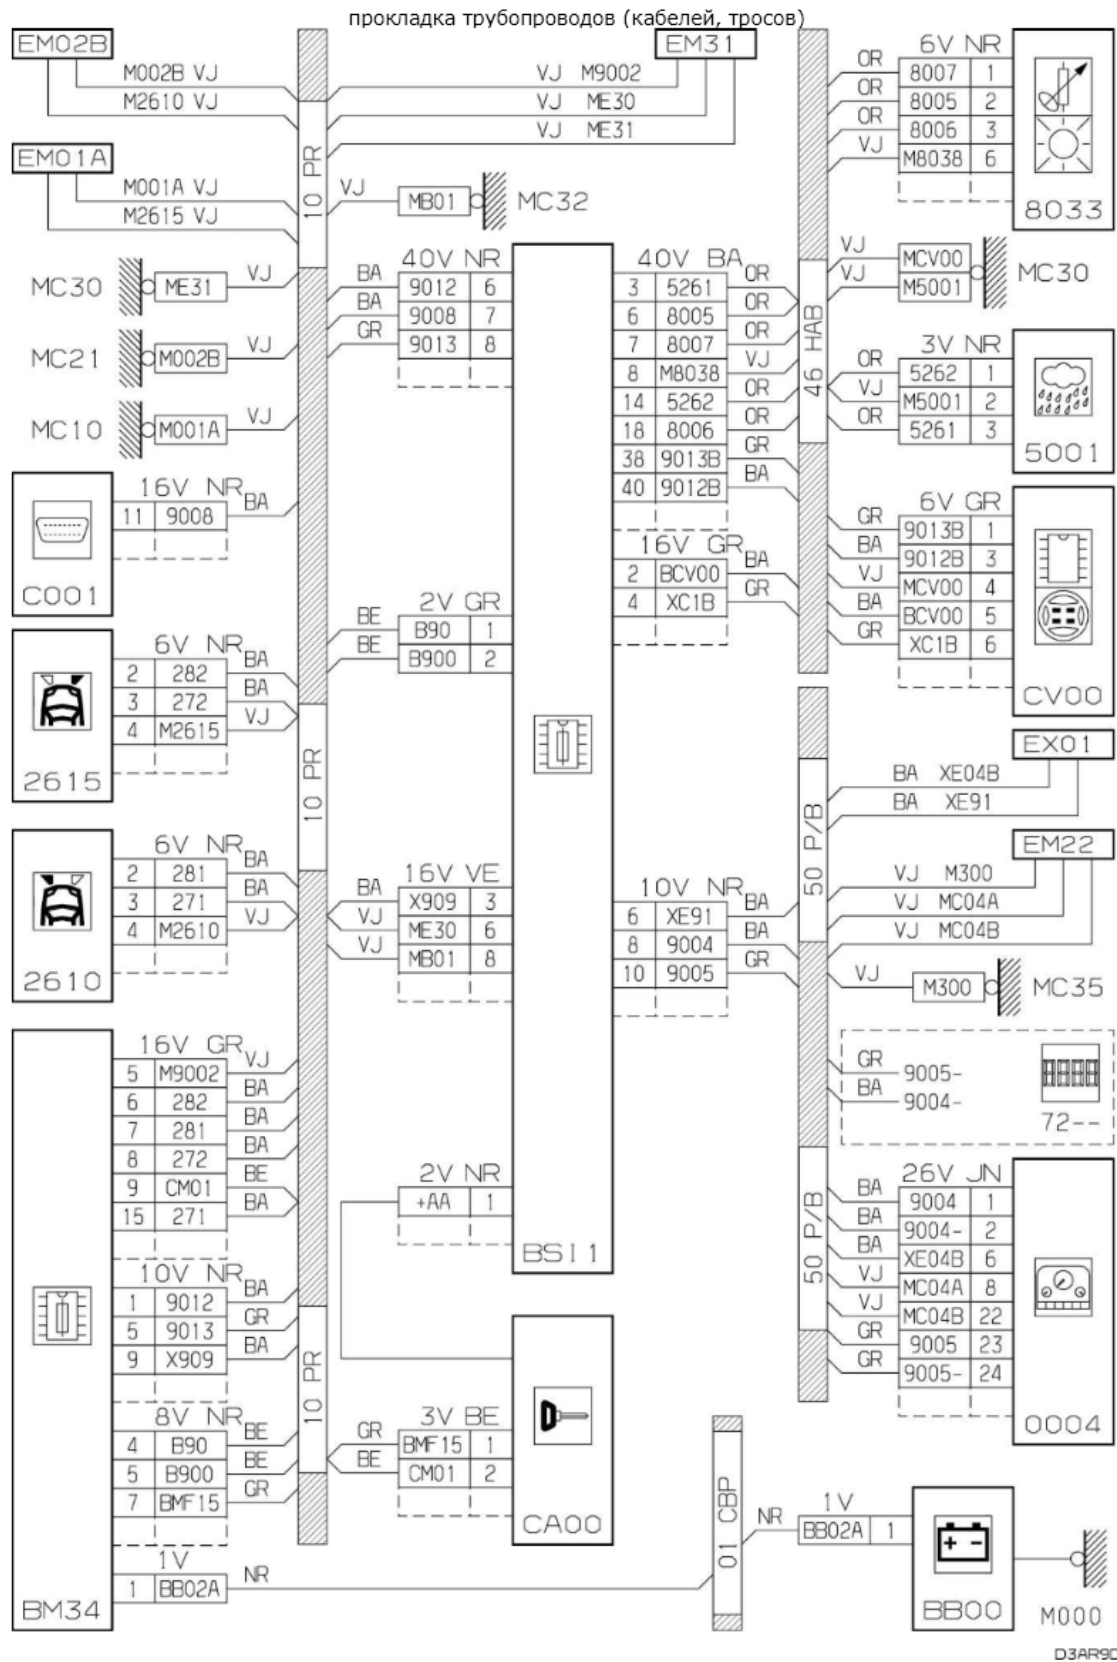 прокладка трубопроводов (кабелей, тросов)
EM02B
M002B VJ
M2610 VJ
EM01A
M001A VJ
M2615 VJ
MC30
ME31
VJ
MC21
M002B
VJ
MC10
M001A
VJ
16V NR
11 9008
BA
C001
6V NR
2 282 BA
3 272 BA
4 M2615 VJ
2615
6V NR
2 281 BA
3 271 BA
4 M2610 VJ
2610
16V GR
5 M9002 VJ
6 282 BA
7 281 BA
8 272 BA
9 CM01 BE
15 271 BA
10V NR
1 9012 BA
5 9013 GR
9 X909 BA
8V NR
4 B90 BE
5 B900 BE
7 BMF15 GR
1V
1 BB02A
NR
BM34
10 PR
10 PR
10 PR
EM31
VJ M9002
VJ ME30
VJ ME31
VJ
MB01
MC32
40V NR
BA 9012 6
BA 9008 7
GR 9013 8
2V GR
BE B90 1
BE B900 2
16V VE
BA X909 3
VJ ME30 6
VJ MB01 8
2V NR
+AA 1
BSI1
40V BA
3 5261 OR
6 8005 OR
7 8007 OR
8 M8038 VJ
14 5262 OR
18 8006 OR
38 9013B GR
40 9012B BA
16V GR
2 BCV00 BA
4 XC1B GR
10V NR
6 XE91 BA
8 9004 BA
10 9005 GR
3V BE
GR BMF15 1
BE CM01 2
CA00
46 HAB
50 P/B
50 P/B
01 CBP
6V NR
OR 8007 1
OR 8005 2
OR 8006 3
VJ M8038 6
8033
VJ MCV00
VJ M5001
MC30
3V NR
OR 5262 1
VJ M5001 2
OR 5261 3
5001
6V GR
GR 9013B 1
BA 9012B 3
VJ MCV00 4
BA BCV00 5
GR XC1B 6
CV00
EX01
BA XE04B
BA XE91
EM22
VJ M300
VJ MC04A
VJ MC04B
VJ
M300
MC35
GR 9005-
BA 9004-
72--
26V JN
BA 9004 1
BA 9004- 2
BA XE04B 6
VJ MC04A 8
VJ MC04B 22
GR 9005 23
GR 9005- 24
0004
NR
1V
BB02A 1
+ -
BB00
M000
D3AR9D